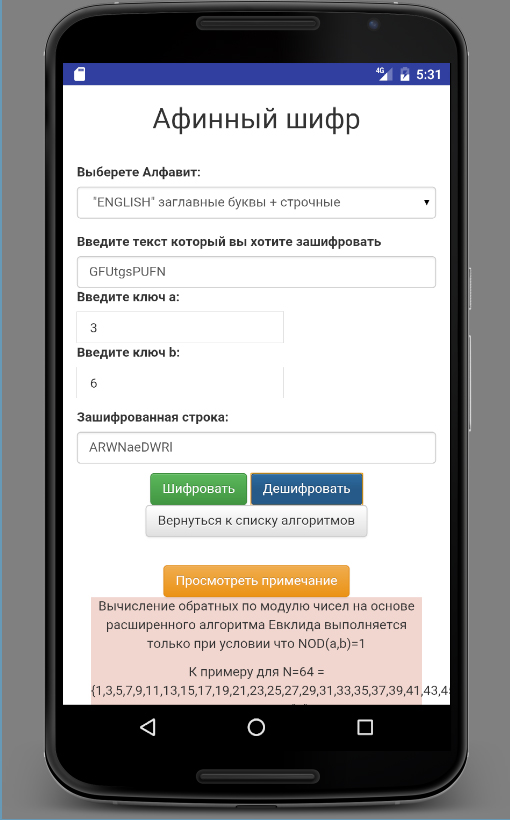 4G 5:31
Афинный шифр
Выберете Алфавит:
"ENGLISH" заглавные буквы + строчные
Введите текст который вы хотите зашифровать
GFUtgsPUFN
Введите ключ a:
3
Введите ключ b:
6
Зашифрованная строка:
ARWNaeDWRl
Шифровать Дешифровать
Вернуться к списку алгоритмов
Просмотреть примечание
Вычисление обратных по модулю чисел на основе
расширенного алгоритма Евклида выполняется
только при условии что NOD(a,b)=1
К примеру для N=64 =
{1,3,5,7,9,11,13,15,17,19,21,23,25,27,29,31,33,35,37,39,41,43,45